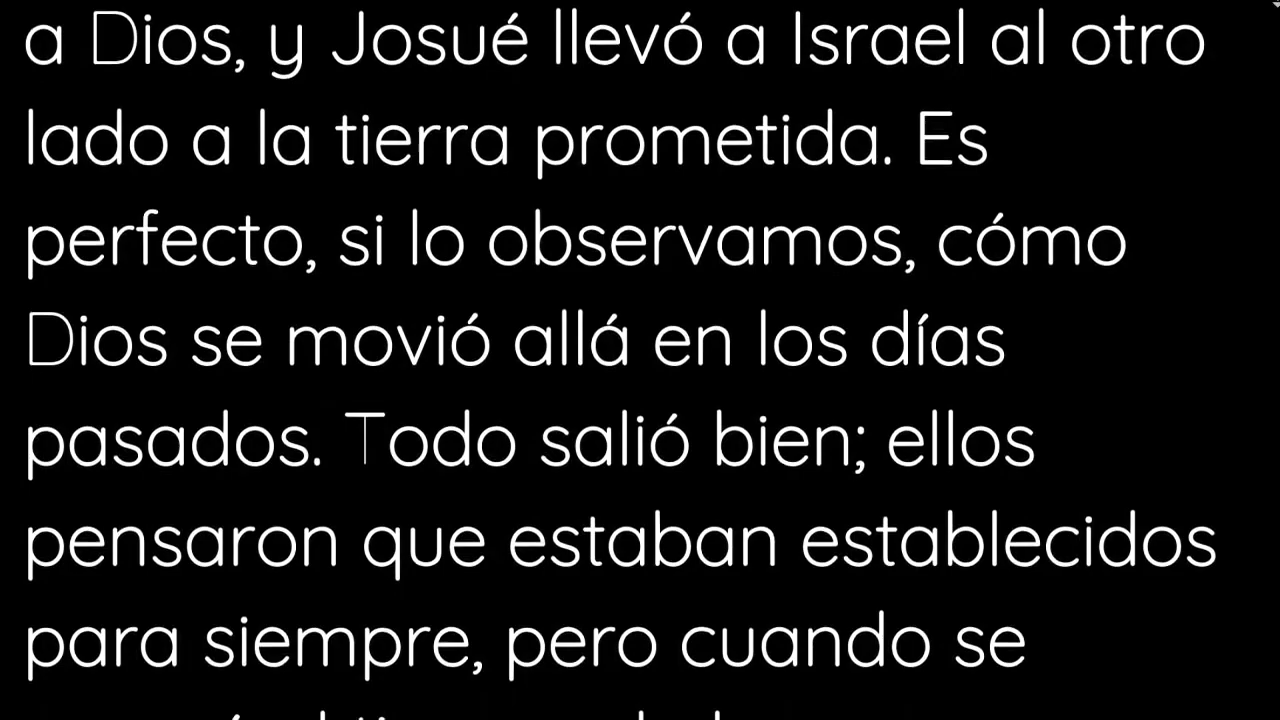 a Dios, y Josué llevó a Israel al otro
lado a la tierra prometida. Es
perfecto, si lo observamos, cómo
Dios se movió allá en los días
pasados. Todo salió bien; ellos
pensaron que estaban establecidos
para siempre, pero cuando se